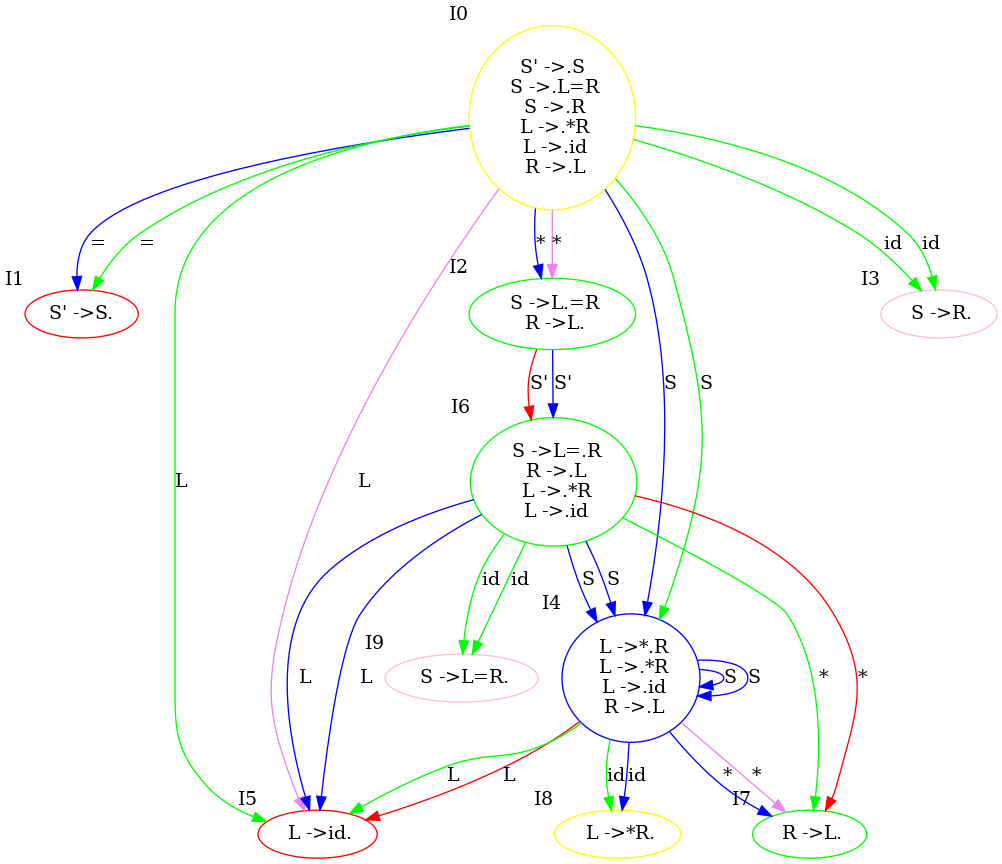 I0
S' ->.S
S ->.L=R
S ->.R
L ->.*R
L ->.id
R ->.L
= = * * id id
I2
I1
I3
S' ->S.
S ->L.=R
R ->L.
S ->R.
S' S' S S
I6
S ->L=.R
R ->.L
L ->.*R
L ->.id
L L
id id S S
I4
I9
L ->*.R
L ->.*R
L ->.id
R ->.L
S ->L=R.
L L S S * *
L L id id * *
I5
I8
I7
L ->id.
L ->*R.
R ->L.